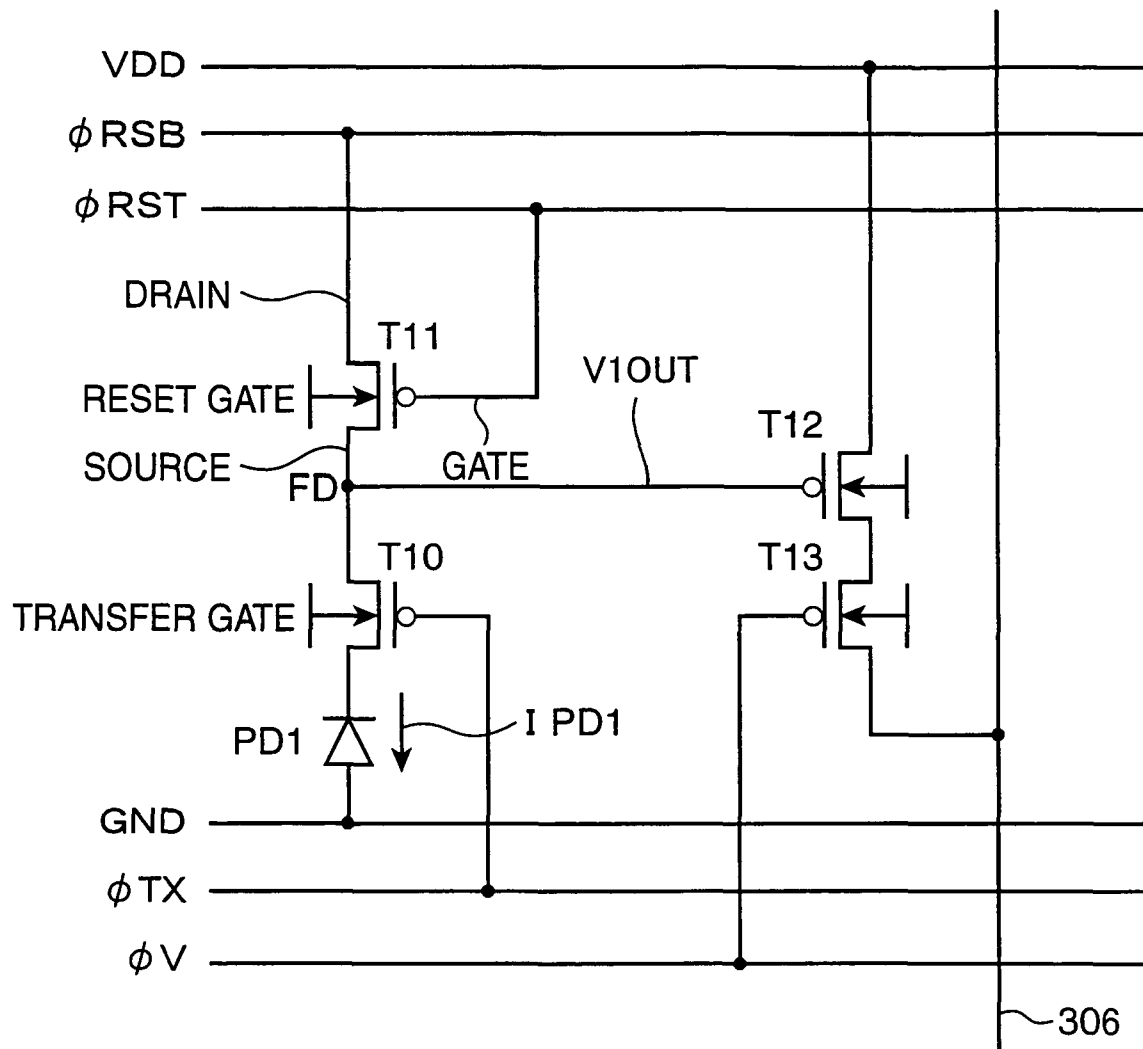 VDD
ϕRSB
ϕRST
DRAIN
T11
V1OUT
RESET GATE
T12
SOURCE
GATE
FD
T10
T13
TRANSFER GATE
PD1
I PD1
GND
ϕTX
ϕV
306